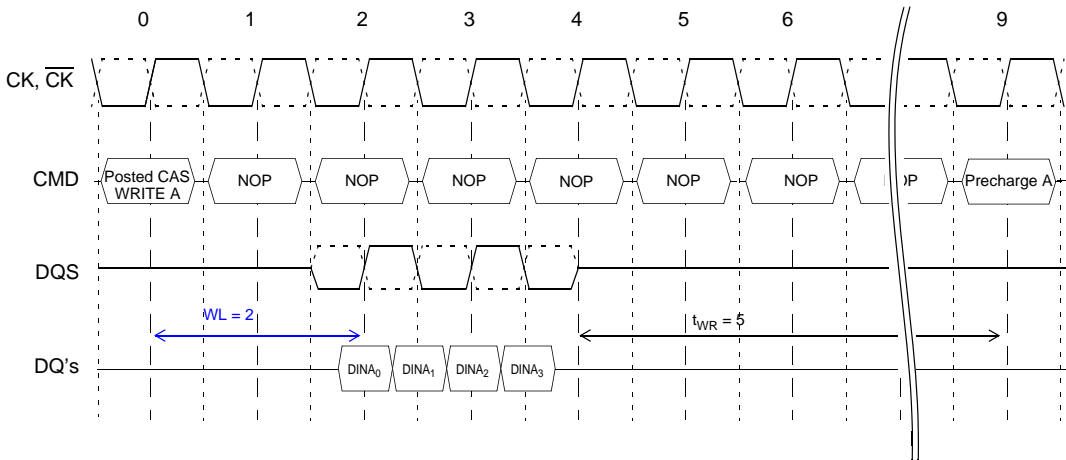 0 1 2 3 4 5 6 9
CK, CK
CMD
Posted CAS
WRITE A
NOP NOP NOP NOP NOP NOP OP Precharge A
DQS
WL = 2
tWR = 5
DQ's
DINA0 DINA1 DINA2 DINA3